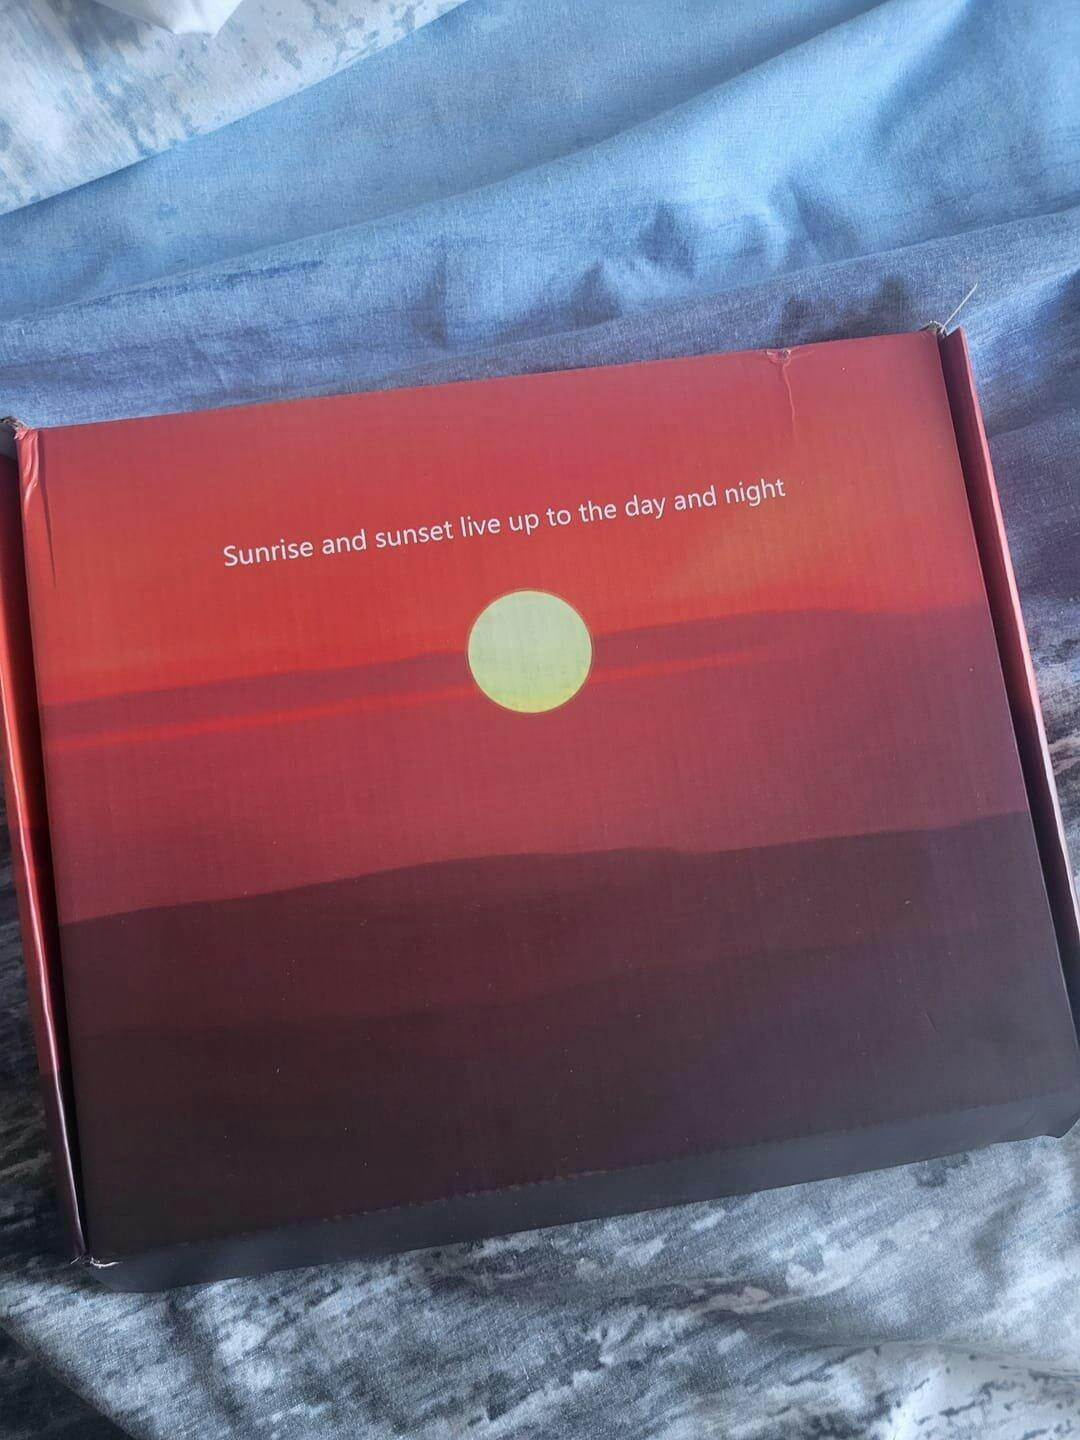 Sunrise and sunset live up to the day and night